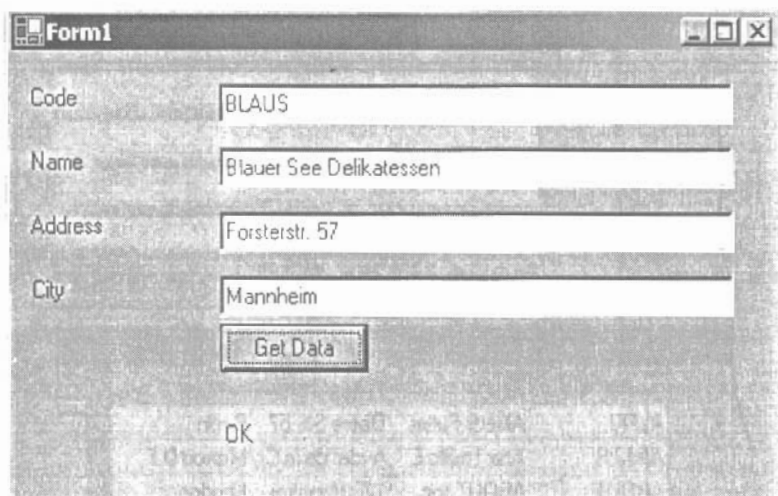 Form1
Code BLAUS
Name Blauer See Delikatessen
Address Forsterstr. 57
City Mannheim
Get Data
OK